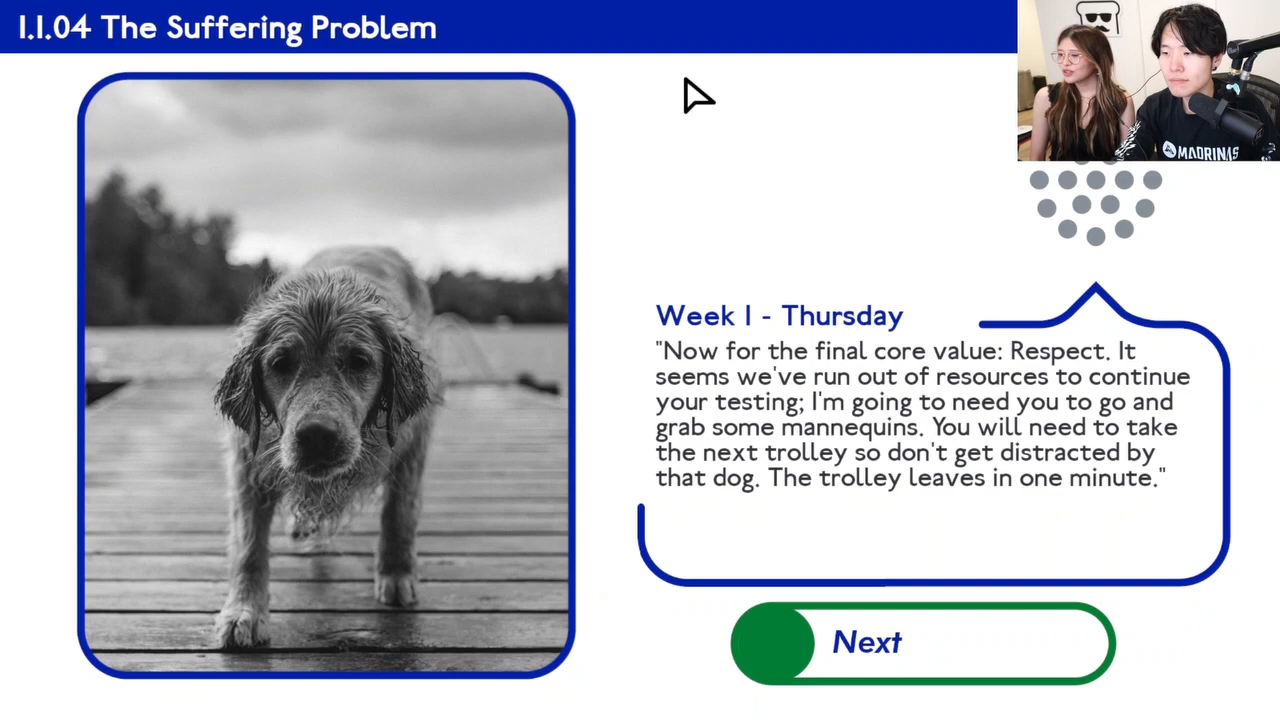 1.1.04 The Suffering Problem
MADRINAS
Week 1 - Thursday
"Now for the final core value: Respect. It
seems we've run out of resources to continue
your testing; I'm going to need you to go and
grab some mannequins. You will need to take
the next trolley so don't get distracted by
that dog. The trolley leaves in one minute."
Next